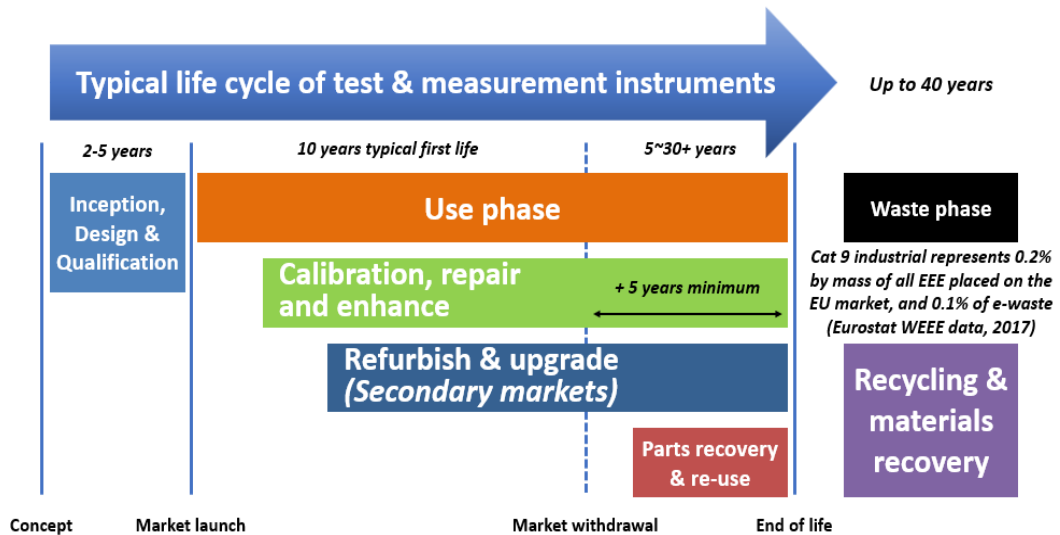 Typical life cycle of test & measurement instruments
Up to 40 years
2-5 years
10 years typical first life
5~30+ years
Inception,
Design &
Qualification
Use phase
Waste phase
Calibration, repair
and enhance
+ 5 years minimum
Cat 9 industrial represents 0.2%
by mass of all EEE placed on the
EU market, and 0.1% of e-waste
(Eurostat WEEE data, 2017)
Refurbish & upgrade
(Secondary markets)
Recycling &
materials
recovery
Parts recovery
& re-use
Concept
Market launch
Market withdrawal
End of life